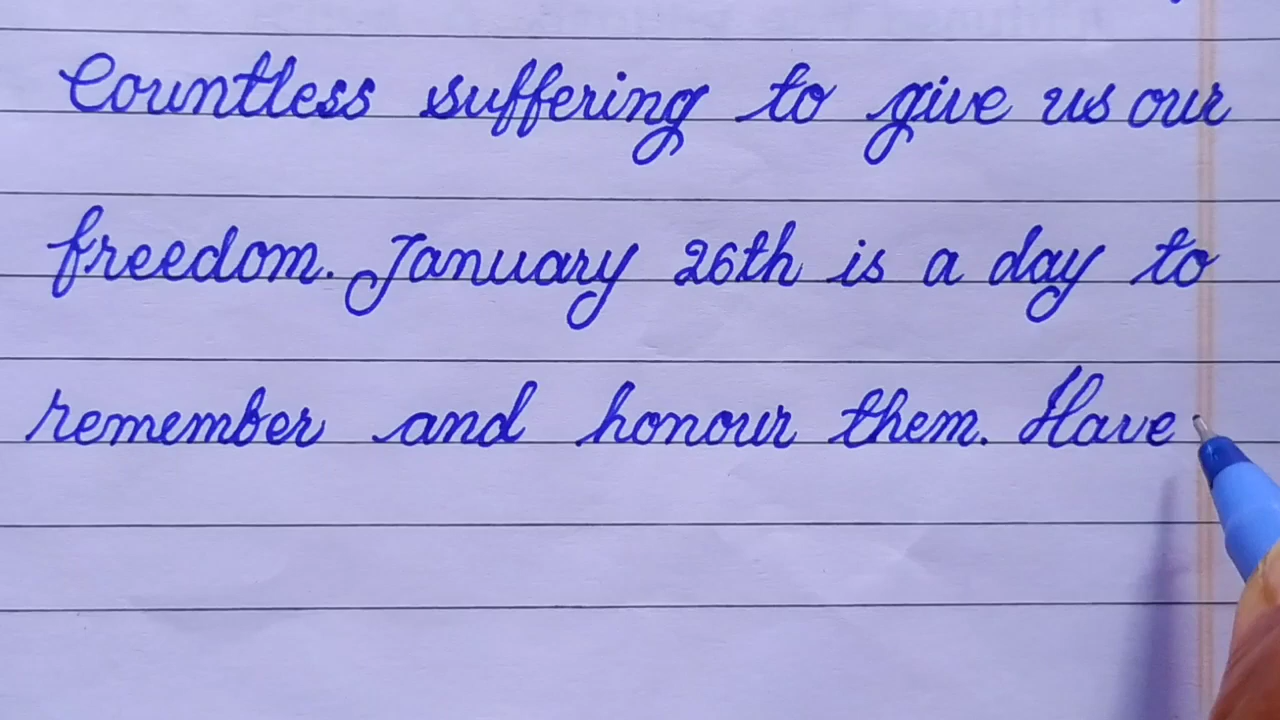 Countless suffering to give us our
freedom. January 26th is a day to
remember and honour them. Have